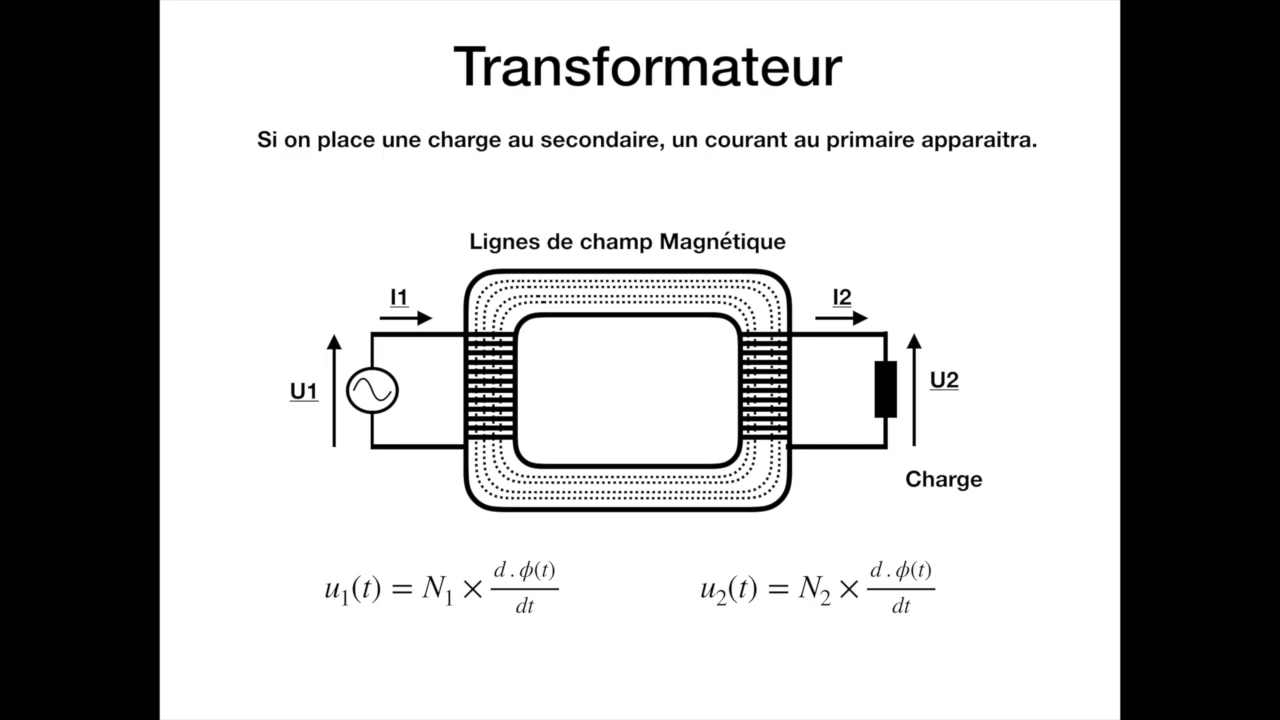 Transformateur
Si on place une charge au secondaire, un courant au primaire apparaitra.
Lignes de champ Magnétique
I1
I2
U1
U2
Charge
u₁(t) = N₁ × d . ϕ(t) / dt
u₂(t) = N₂ × d . ϕ(t) / dt